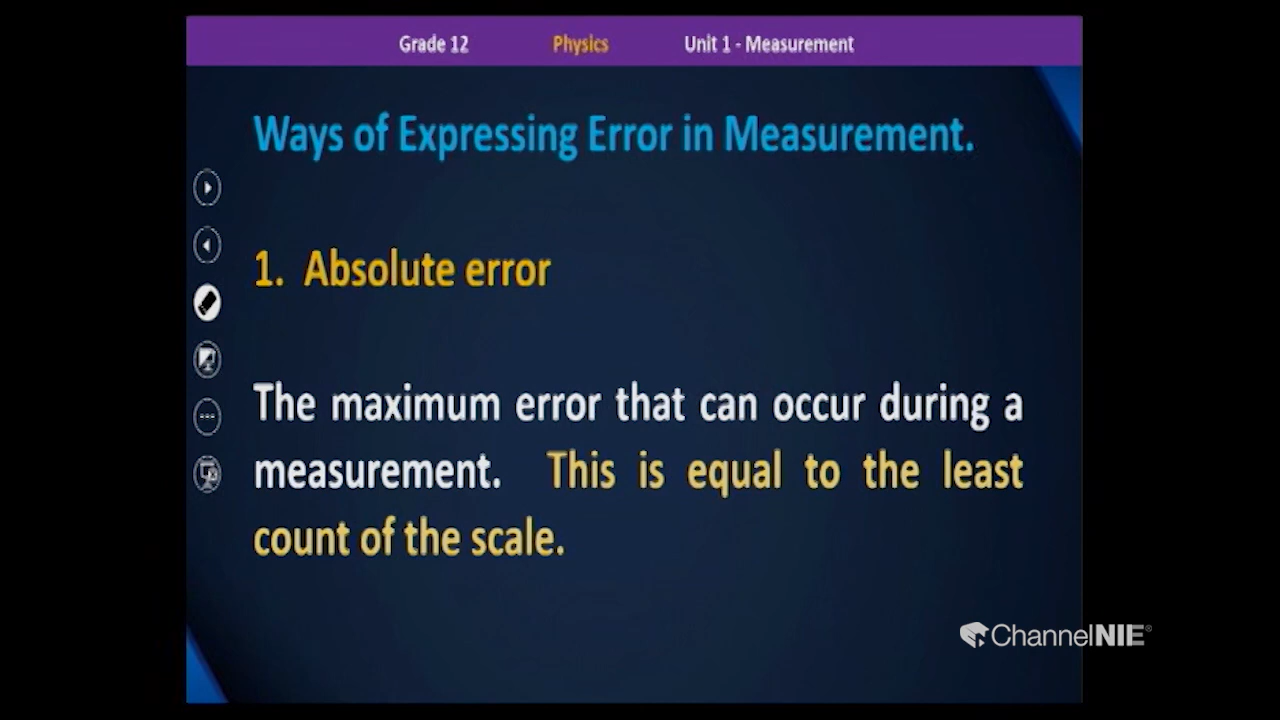 Grade 12 Physics Unit 1 - Measurement
Ways of Expressing Error in Measurement.
1. Absolute error
The maximum error that can occur during a
measurement. This is equal to the least
count of the scale.
ChannelNIE®